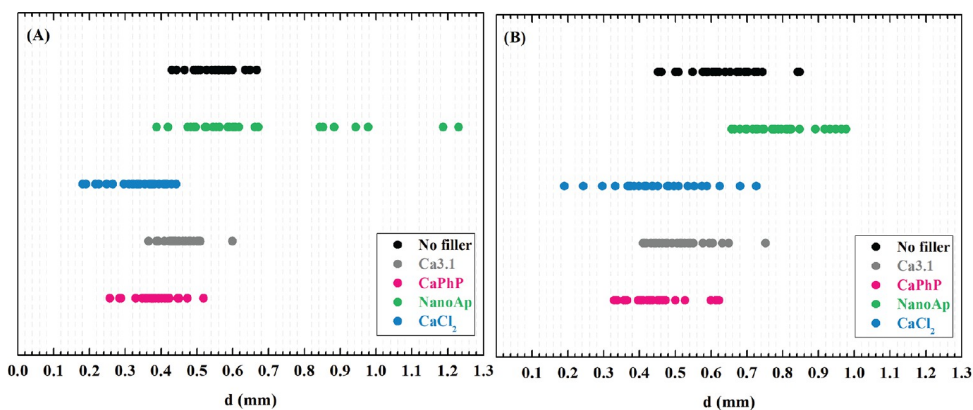 (A)
No filler
Ca3.1
CaPhP
NanoAp
CaCl₂
0.0 0.1 0.2 0.3 0.4 0.5 0.6 0.7 0.8 0.9 1.0 1.1 1.2 1.3
d (mm)
(B)
No filler
Ca3.1
CaPhP
NanoAp
CaCl₂
0.1 0.2 0.3 0.4 0.5 0.6 0.7 0.8 0.9 1.0 1.1 1.2 1.3
d (mm)